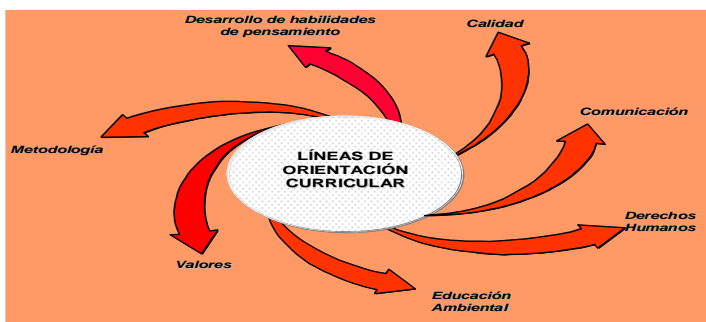 Desarrollo de habilidades
de pensamiento
Calidad
Comunicación
Metodología
LÍNEAS DE
ORIENTACIÓN
CURRICULAR
Derechos
Humanos
Valores
Educación
Ambiental